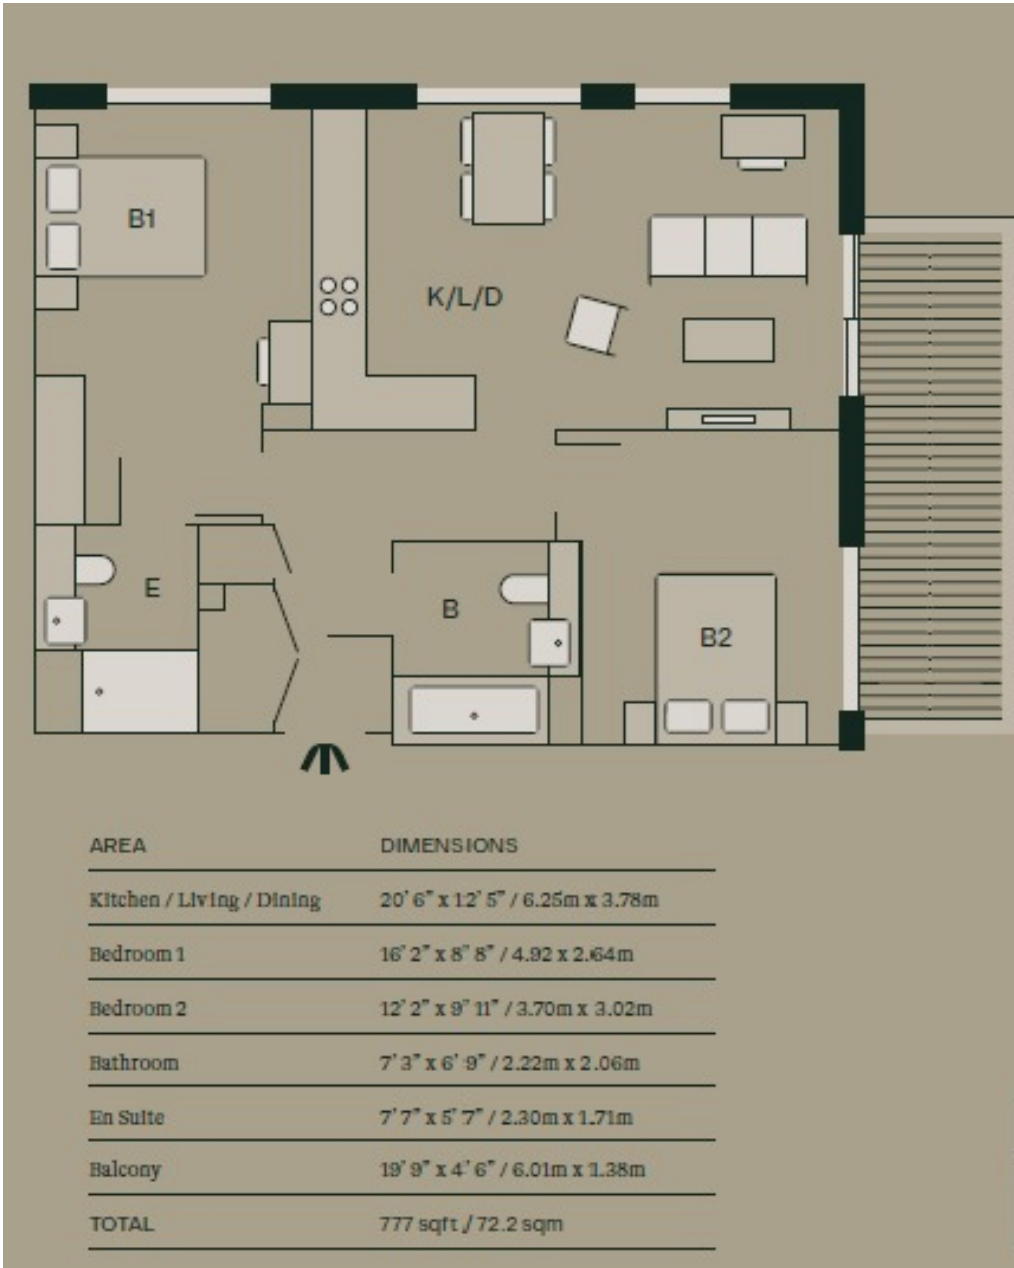 B1
K/L/D
E
B
B2
AREA DIMENSIONS
Kitchen / Living / Dining 20' 6" x 12' 5" / 6.25m x 3.78m
Bedroom 1 16' 2" x 8' 8" / 4.92 x 2.64m
Bedroom 2 12' 2" x 9' 11" / 3.70m x 3.02m
Bathroom 7' 3" x 6' 9" / 2.22m x 2.06m
En Suite 7' 7" x 5' 7" / 2.30m x 1.71m
Balcony 19' 9" x 4' 6" / 6.01m x 1.38m
TOTAL 777 sqft / 72.2 sqm